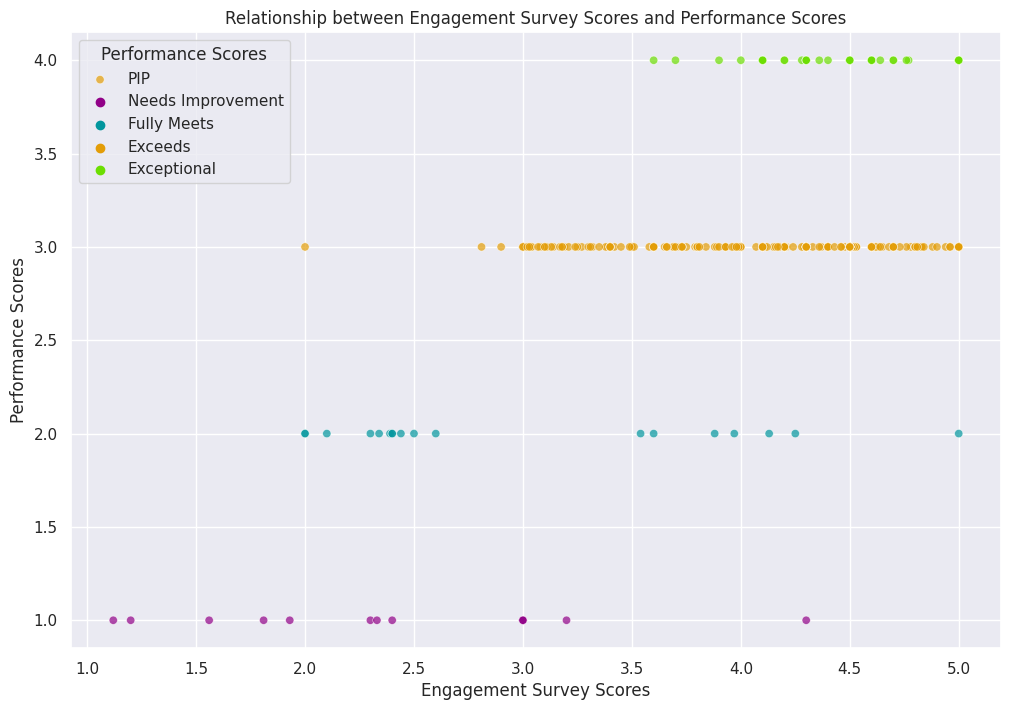 Relationship between Engagement Survey Scores and Performance Scores
Performance Scores
PIP
Needs Improvement
Fully Meets
Exceeds
Exceptional
4.0
3.5
3.0
2.5
2.0
1.5
1.0
Performance Scores
1.0 1.5 2.0 2.5 3.0 3.5 4.0 4.5 5.0
Engagement Survey Scores